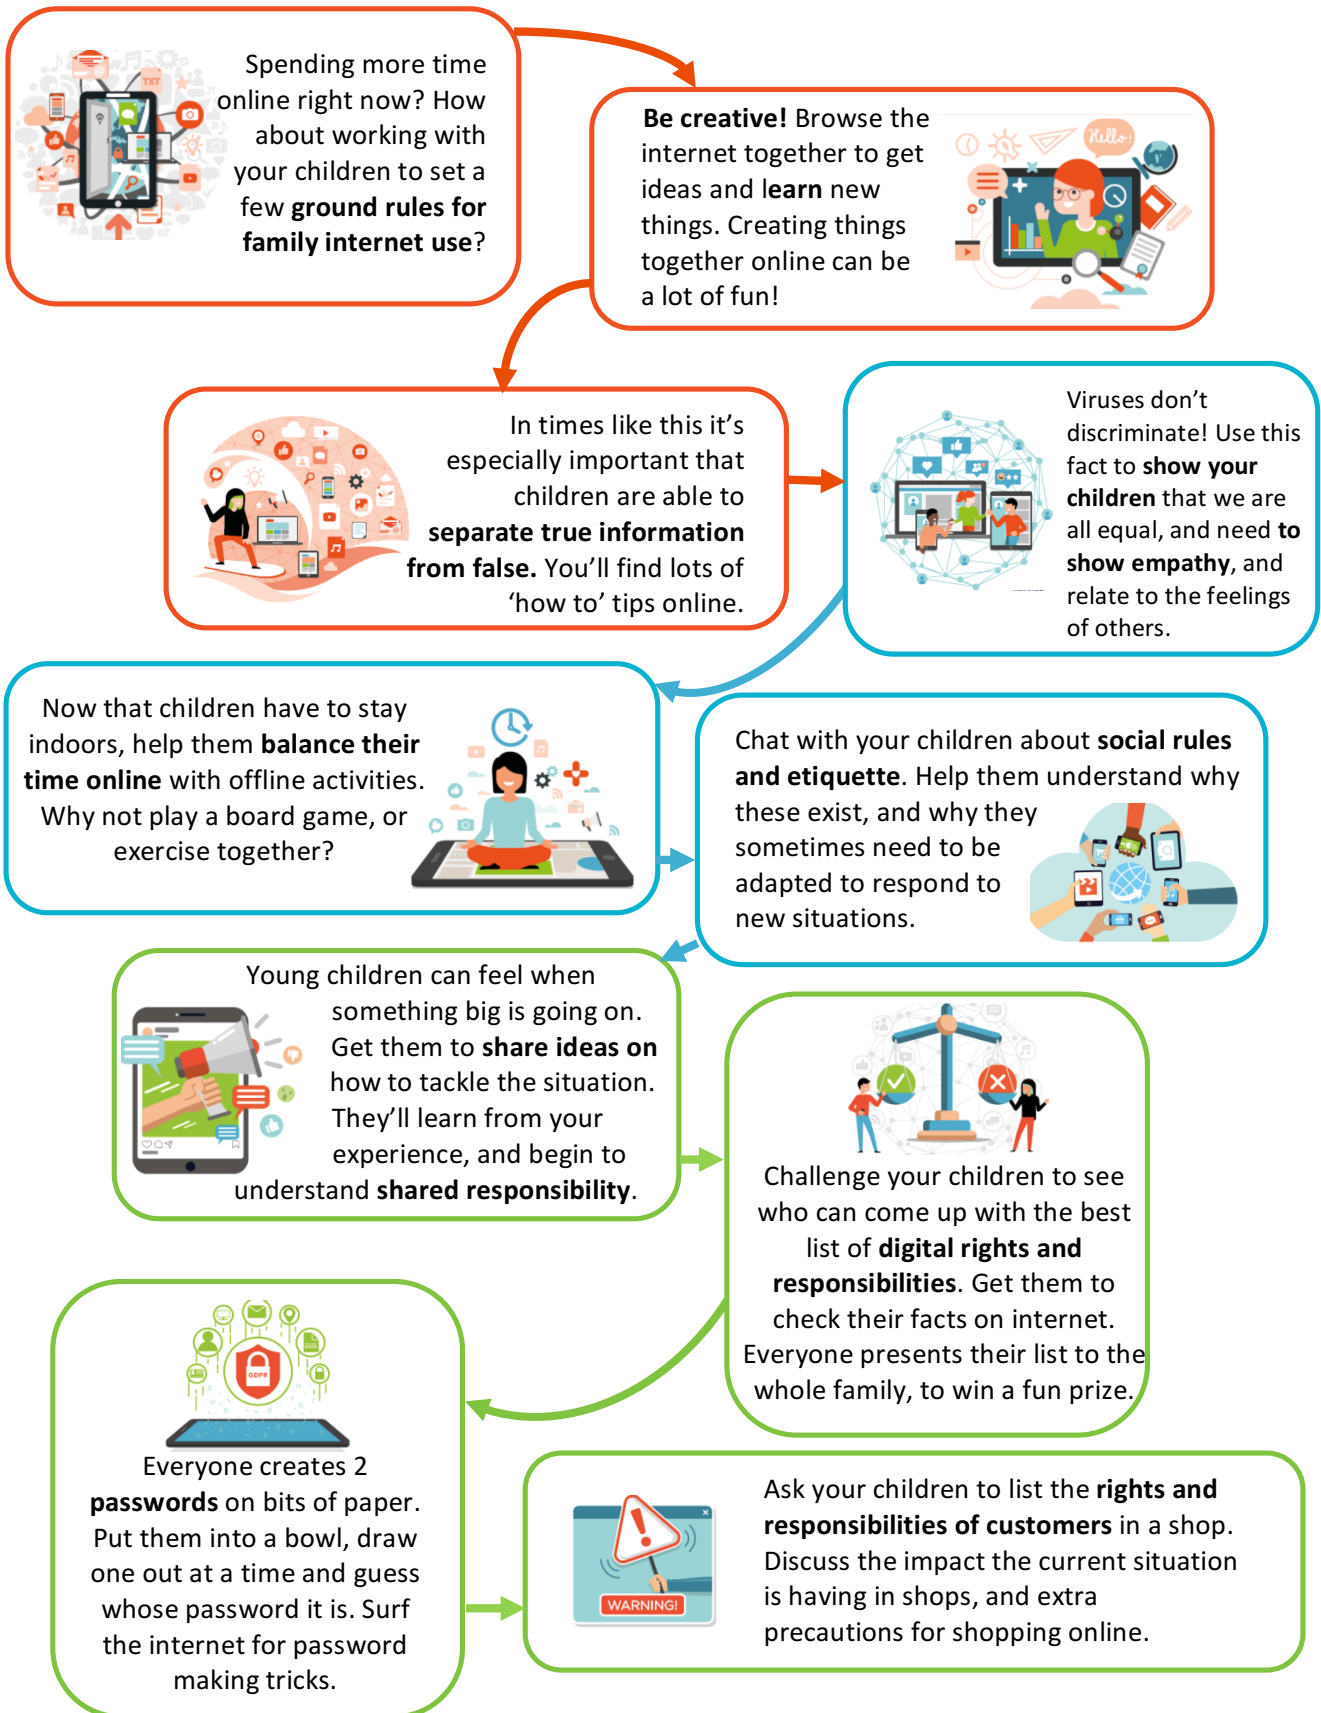 Spending more time
online right now? How
about working with
your children to set a
few ground rules for
family internet use?
TXT
Be creative! Browse the
internet together to get
ideas and learn new
things. Creating things
together online can be
a lot of fun!
Hello!
In times like this it’s
especially important that
children are able to
separate true information
from false. You’ll find lots of
‘how to’ tips online.
Viruses don’t
discriminate! Use this
fact to show your
children that we are
all equal, and need to
show empathy, and
relate to the feelings
of others.
Now that children have to stay
indoors, help them balance their
time online with offline activities.
Why not play a board game, or
exercise together?
Chat with your children about social rules
and etiquette. Help them understand why
these exist, and why they
sometimes need to be
adapted to respond to
new situations.
Young children can feel when
something big is going on.
Get them to share ideas on
how to tackle the situation.
They’ll learn from your
experience, and begin to
understand shared responsibility.
Challenge your children to see
who can come up with the best
list of digital rights and
responsibilities. Get them to
check their facts on internet.
Everyone presents their list to the
whole family, to win a fun prize.
GDPR
Everyone creates 2
passwords on bits of paper.
Put them into a bowl, draw
one out at a time and guess
whose password it is. Surf
the internet for password
making tricks.
WARNING!
Ask your children to list the rights and
responsibilities of customers in a shop.
Discuss the impact the current situation
is having in shops, and extra
precautions for shopping online.